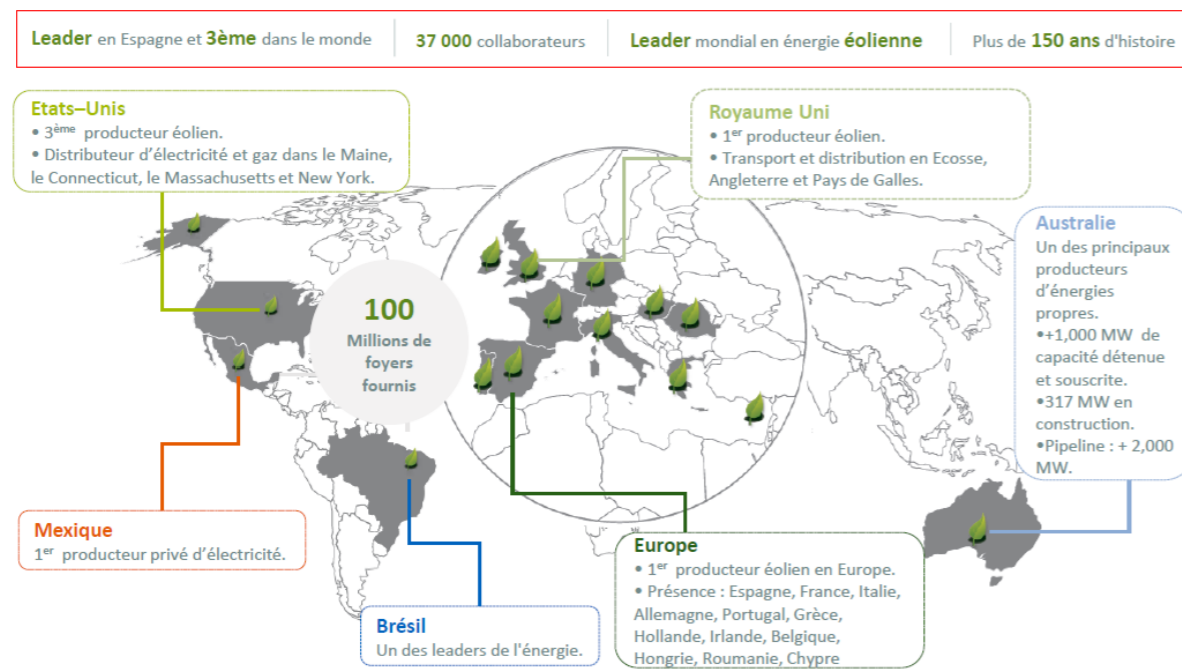 Leader en Espagne et 3ème dans le monde
37 000 collaborateurs
Leader mondial en énergie éolienne
Plus de 150 ans d'histoire
Etats–Unis
• 3ème producteur éolien.
• Distributeur d'électricité et gaz dans le Maine,
le Connecticut, le Massachusetts et New York.
Royaume Uni
• 1er producteur éolien.
• Transport et distribution en Ecosse,
Angleterre et Pays de Galles.
Australie
Un des principaux
producteurs
d'énergies
propres.
•+1,000 MW de
capacité détenue
et souscrite.
•317 MW en
construction.
•Pipeline : + 2,000
MW.
100
Millions de
foyers
fournis
Mexique
1er producteur privé d'électricité.
Brésil
Un des leaders de l'énergie.
Europe
• 1er producteur éolien en Europe.
• Présence : Espagne, France, Italie,
Allemagne, Portugal, Grèce,
Hollande, Irlande, Belgique,
Hongrie, Roumanie, Chypre